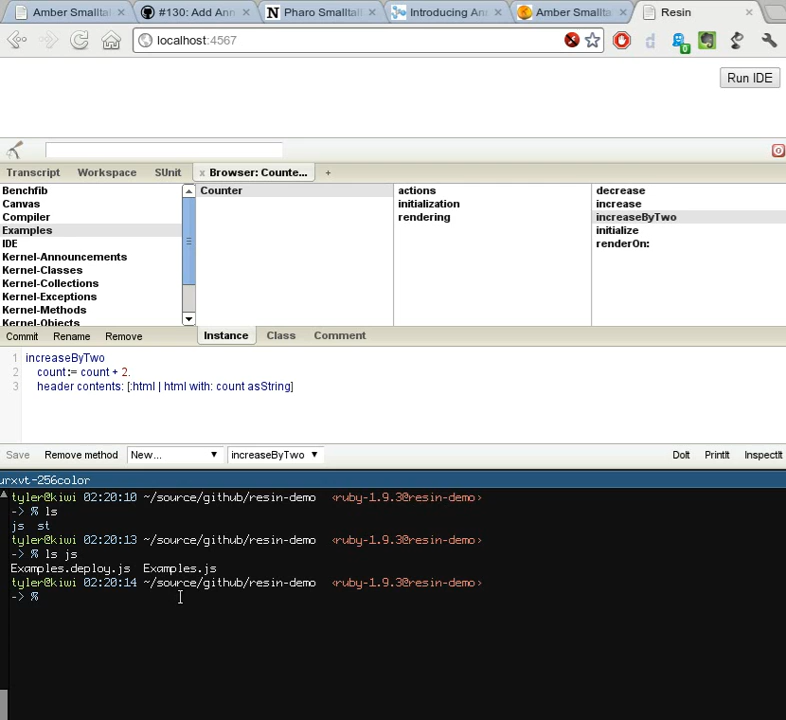 Amber Smallta
#130: Add Ann
Pharo Smallt
Introducing An
Amber Smallta
Resin
localhost:4567
0
Run IDE
Transcript
Workspace
SUnit
x Browser: Counte...
+
Benchfib
Canvas
Compiler
Examples
IDE
Kernel-Announcements
Kernel-Classes
Kernel-Collections
Kernel-Exceptions
Kernel-Methods
Kernel-Objects
Counter
actions
initialization
rendering
decrease
increase
increaseByTwo
initialize
renderOn:
Commit
Rename
Remove
Instance
Class
Comment
1 increaseByTwo
2 count := count + 2.
3 header contents: [:html | html with: count asString]
Save
Remove method
New...
increaseByTwo
DoIt
PrintIt
InspectIt
urxvt-256color
tyler@kiwi 02:20:10 ~/source/github/resin-demo ‹ruby-1.9.3@resin-demo›
-> % ls
js st
tyler@kiwi 02:20:13 ~/source/github/resin-demo ‹ruby-1.9.3@resin-demo›
-> % ls js
Examples.deploy.js Examples.js
tyler@kiwi 02:20:14 ~/source/github/resin-demo ‹ruby-1.9.3@resin-demo›
-> %